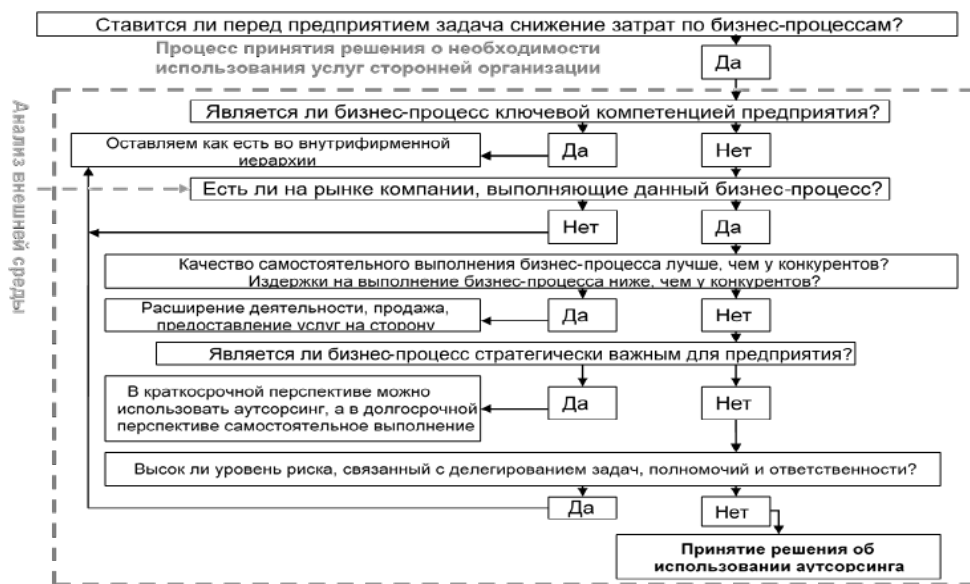 Ставится ли перед предприятием задача снижение затрат по бизнес-процессам?
Процесс принятия решения о необходимости
использования услуг сторонней организации
Да
Анализ внешней среды
Является ли бизнес-процесс ключевой компетенцией предприятия?
Оставляем как есть во внутрифирменной
иерархии
Да
Нет
Есть ли на рынке компании, выполняющие данный бизнес-процесс?
Нет
Да
Качество самостоятельного выполнения бизнес-процесса лучше, чем у конкурентов?
Издержки на выполнение бизнес-процесса ниже, чем у конкурентов?
Расширение деятельности, продажа,
предоставление услуг на сторону
Да
Нет
Является ли бизнес-процесс стратегически важным для предприятия?
В краткосрочной перспективе можно
использовать аутсорсинг, а в долгосрочной
перспективе самостоятельное выполнение
Да
Нет
Высок ли уровень риска, связанный с делегированием задач, полномочий и ответственности?
Да
Нет
Принятие решения об
использовании аутсорсинга